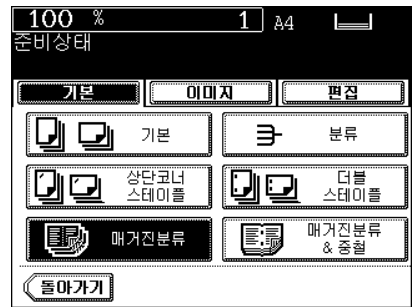 100 % 1 A4
준비상태
기본 이미지 편집
기본 분류
상단코너 더블
스테이플 스테이플
매거진분류 매거진분류
& 중철
돌아가기